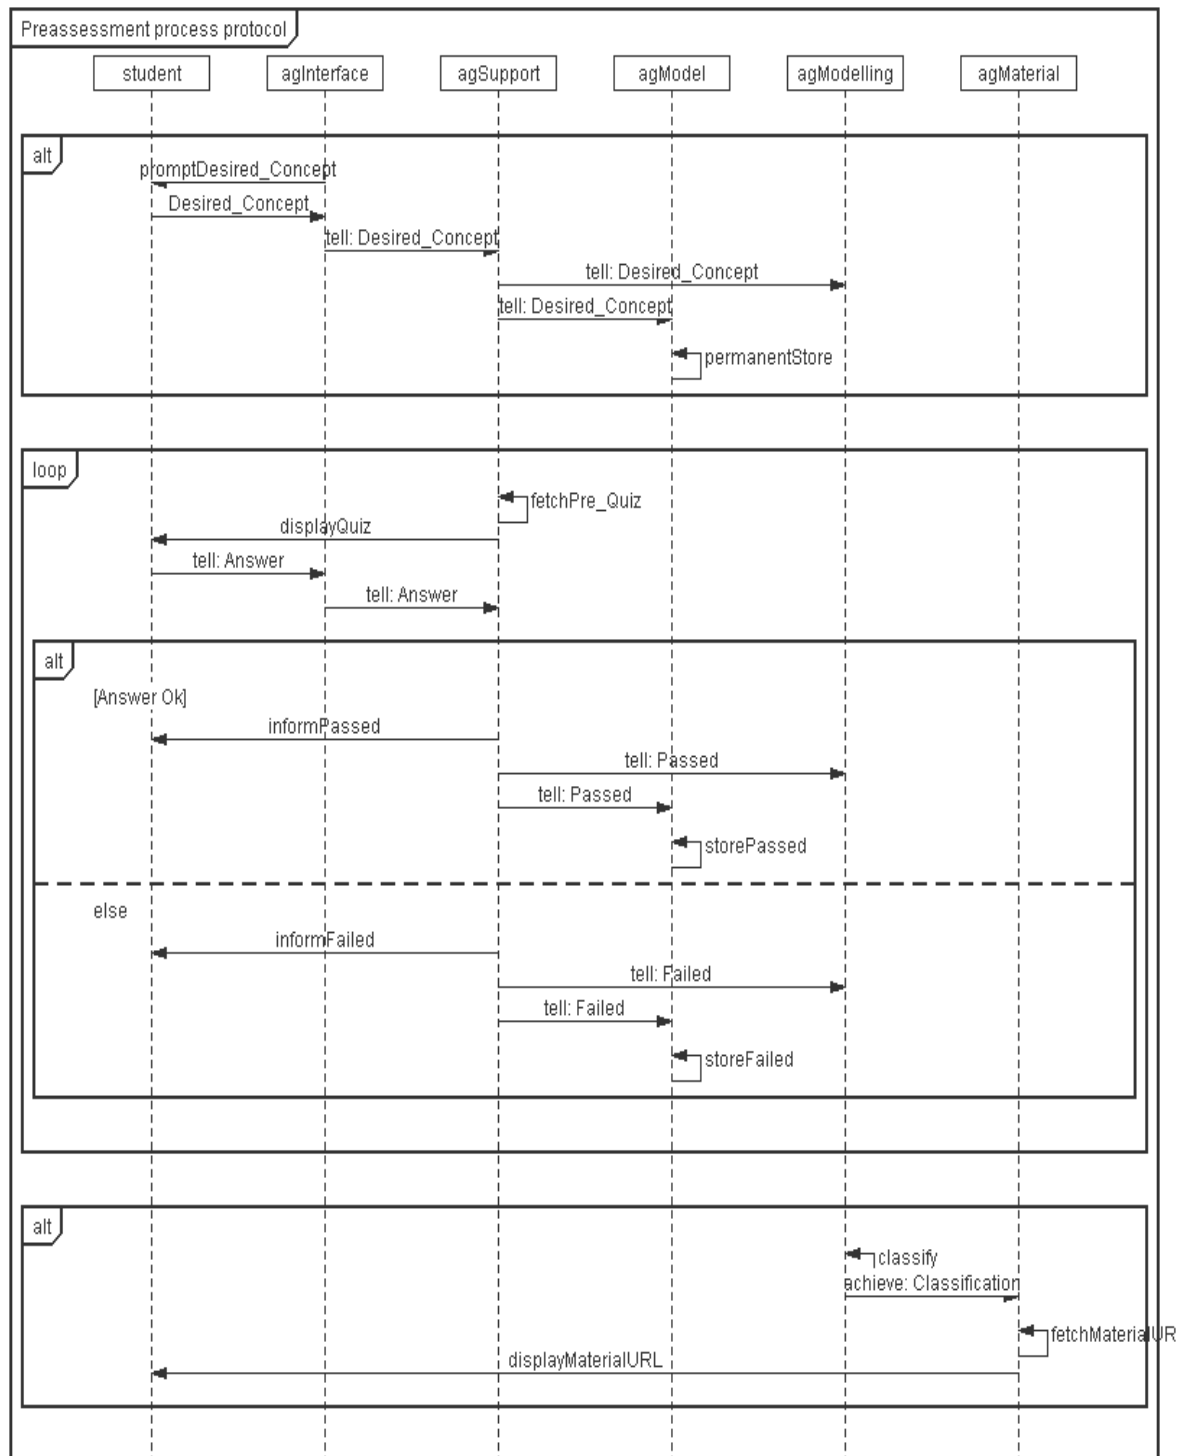 Preassessment process protocol
student agInterface agSupport agModel agModelling agMaterial
alt
promptDesired_Concept
Desired_Concept
tell: Desired_Concept
tell: Desired_Concept
tell: Desired_Concept
permanentStore
loop
fetchPre_Quiz
displayQuiz
tell: Answer
tell: Answer
alt
[Answer Ok]
informPassed
tell: Passed
tell: Passed
storePassed
else
informFailed
tell: Failed
tell: Failed
storeFailed
alt
classify
achieve: Classification
fetchMaterialUR
displayMaterialURL